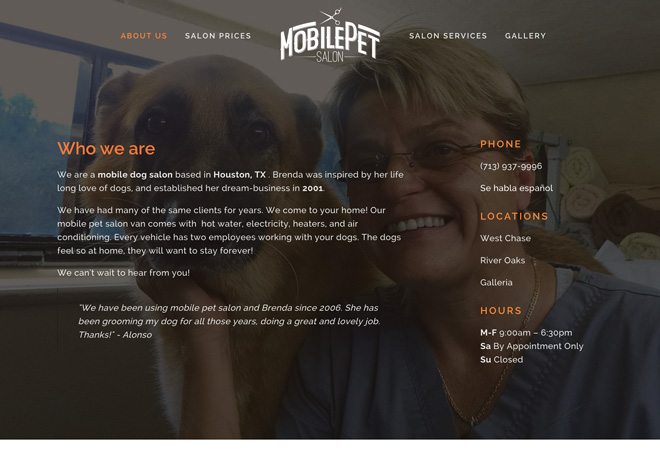 ABOUT US
SALON PRICES
MOBILEPET
SALON
SALON SERVICES
GALLERY
Who we are
We are a mobile dog salon based in Houston, TX . Brenda was inspired by her life
long love of dogs, and established her dream-business in 2001.
We have had many of the same clients for years. We come to your home! Our
mobile pet salon van comes with hot water, electricity, heaters, and air
conditioning. Every vehicle has two employees working with your dogs. The dogs
feel so at home, they will want to stay forever!
We can't wait to hear from you!
"We have been using mobile pet salon and Brenda since 2006. She has
been grooming my dog for all those years, doing a great and lovely job.
Thanks!" - Alonso
PHONE
(713) 937-9996
Se habla español
LOCATIONS
West Chase
River Oaks
Galleria
HOURS
M-F 9:00am – 6:30pm
Sa By Appointment Only
Su Closed